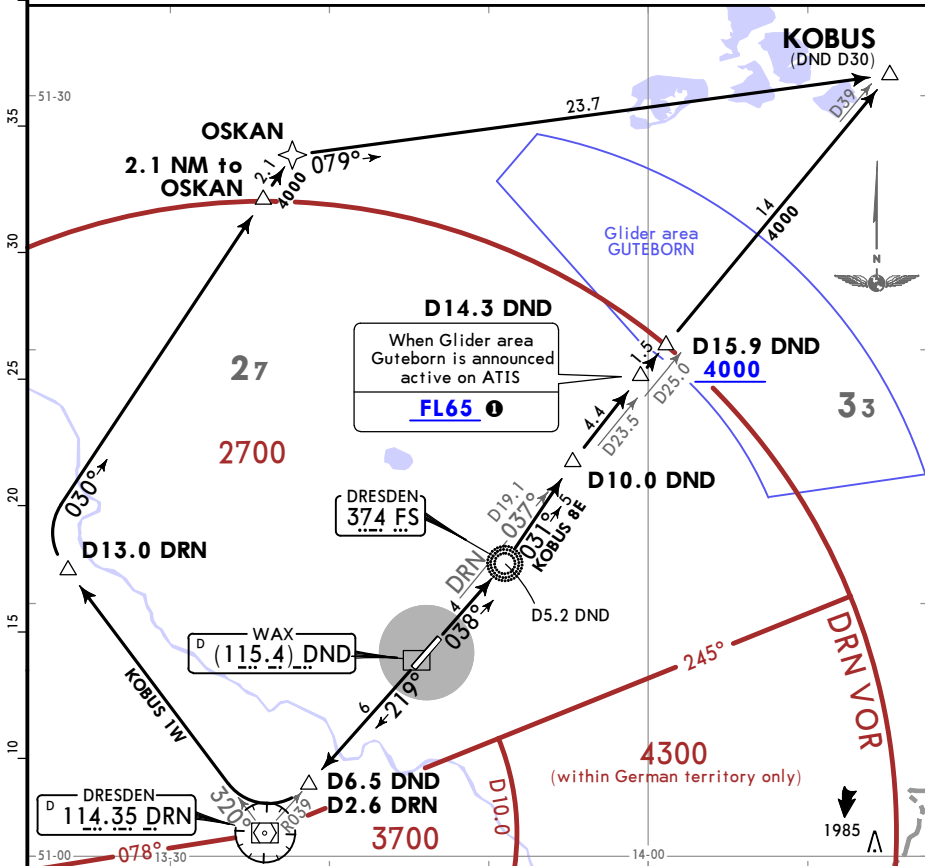 KOBUS
(DND D30)
51-30
35
23.7
D39
OSKAN
079°
2.1 NM to
OSKAN
2.1
4000
14
4000
Glider area
GUTEBORN
N
30
D14.3 DND
When Glider area
Guteborn is announced
active on ATIS
FL65 ❶
1.5
D15.9 DND
4000
D25.0
27
33
25
4.4
D23.5
2700
D10.0 DND
20
030°
DRESDEN
374 FS
D19.1
DRN 037°
031°
5
KOBUS 8E
D13.0 DRN
D5.2 DND
4
038°
15
WAX
D (115.4) DND
219°
6
KOBUS 1W
245°
DRN VOR
10
D6.5 DND
D2.6 DRN
4300
(within German territory only)
D10.0
DRESDEN
D 114.35 DRN
320°
R039
3700
1985
078°
51-00
13-30
14-00